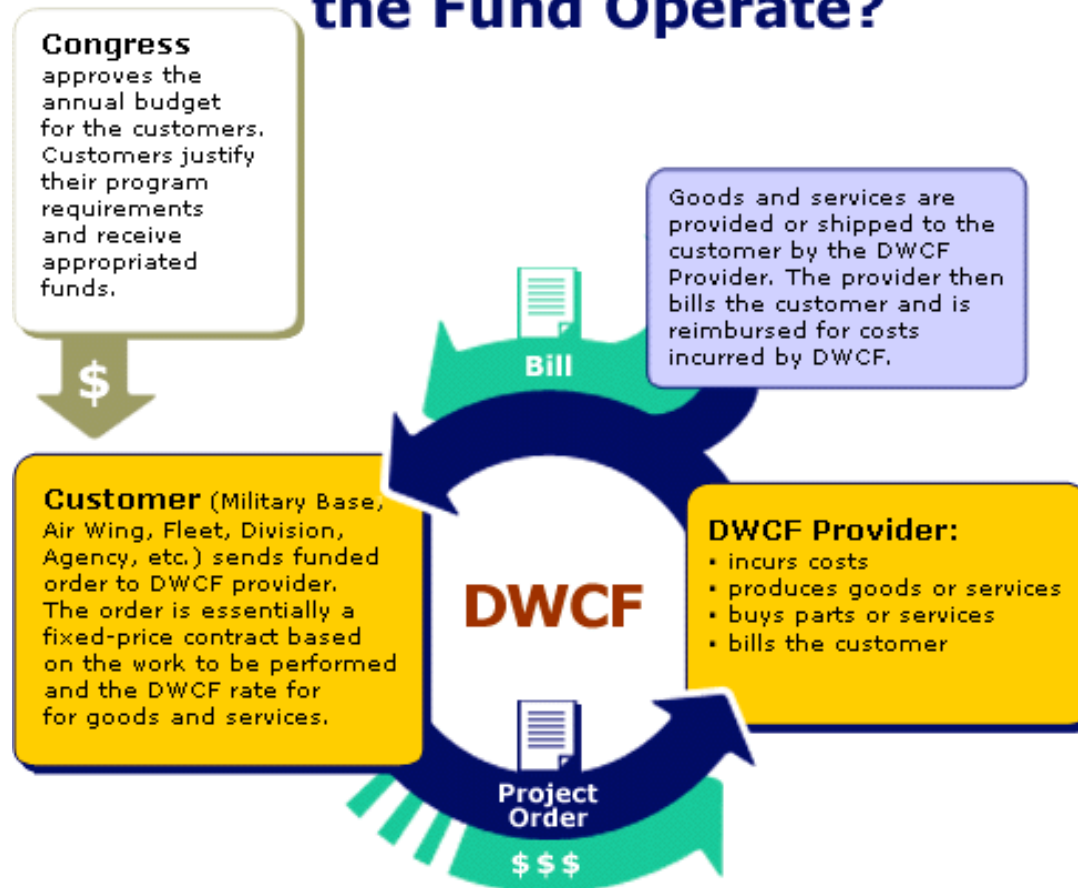 the Fund Operate?
Congress
approves the
annual budget
for the customers.
Customers justify
their program
requirements
and receive
appropriated
funds.
$
Goods and services are
provided or shipped to the
customer by the DWCF
Provider. The provider then
bills the customer and is
reimbursed for costs
incurred by DWCF.
Bill
Customer (Military Base,
Air Wing, Fleet, Division,
Agency, etc.) sends funded
order to DWCF provider.
The order is essentially a
fixed-price contract based
on the work to be performed
and the DWCF rate for
for goods and services.
DWCF
DWCF Provider:
▪ incurs costs
▪ produces goods or services
▪ buys parts or services
▪ bills the customer
Project
Order
$$$